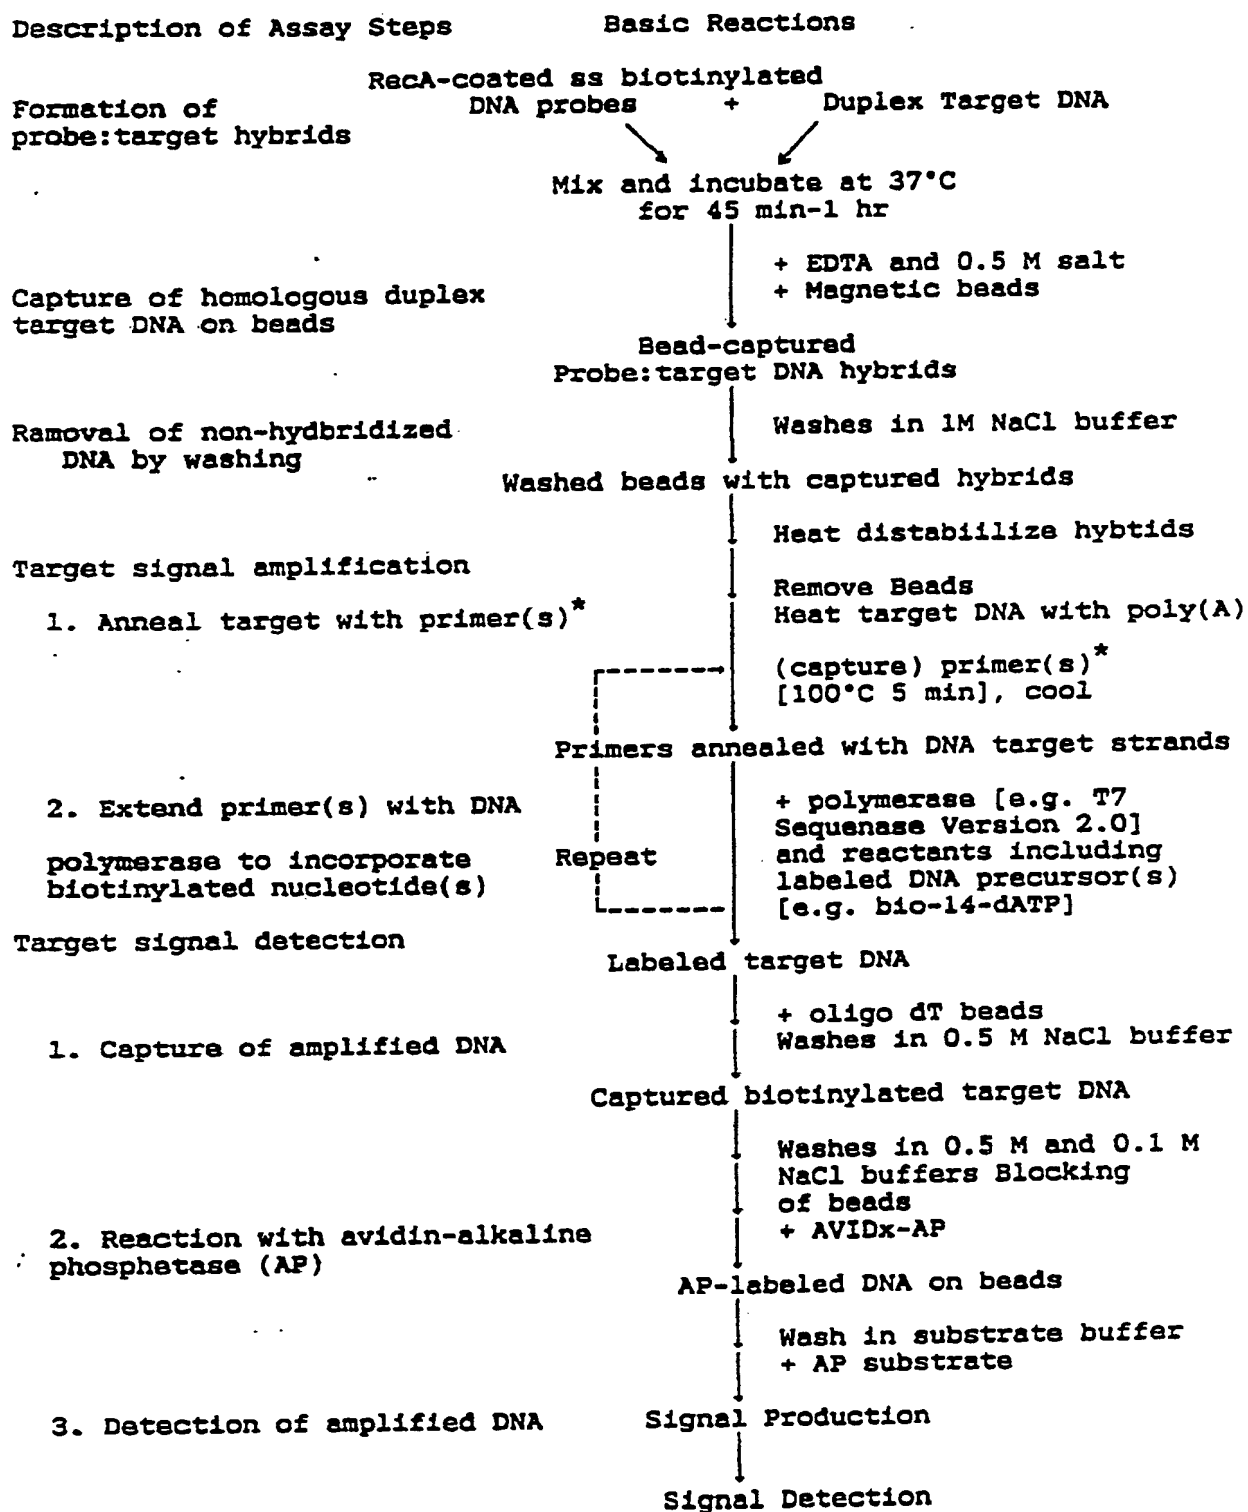 Description of Assay Steps
Basic Reactions
RecA-coated ss biotinylated
DNA probes + Duplex Target DNA
Formation of
probe:target hybrids
Mix and incubate at 37°C
for 45 min-1 hr
+ EDTA and 0.5 M salt
+ Magnetic beads
Capture of homologous duplex
target DNA on beads
Bead-captured
Probe:target DNA hybrids
Washes in 1M NaCl buffer
Ramoval of non-hydbridized
DNA by washing
Washed beads with captured hybrids
Heat distabiilize hybtids
Target signal amplification
Remove Beads
1. Anneal target with primer(s)*
Heat target DNA with poly(A)
(capture) primer(s)*
[100°C 5 min], cool
Primers annealed with DNA target strands
2. Extend primer(s) with DNA
polymerase to incorporate
biotinylated nucleotide(s)
Repeat
+ polymerase [e.g. T7
Sequenase Version 2.0]
and reactants including
labeled DNA precursor(s)
[e.g. bio-14-dATP]
Target signal detection
Labeled target DNA
+ oligo dT beads
Washes in 0.5 M NaCl buffer
1. Capture of amplified DNA
Captured biotinylated target DNA
Washes in 0.5 M and 0.1 M
NaCl buffers Blocking
of beads
+ AVIDx-AP
2. Reaction with avidin-alkaline
phosphetase (AP)
AP-labeled DNA on beads
Wash in substrate buffer
+ AP substrate
3. Detection of amplified DNA
Signal Production
Signal Detection